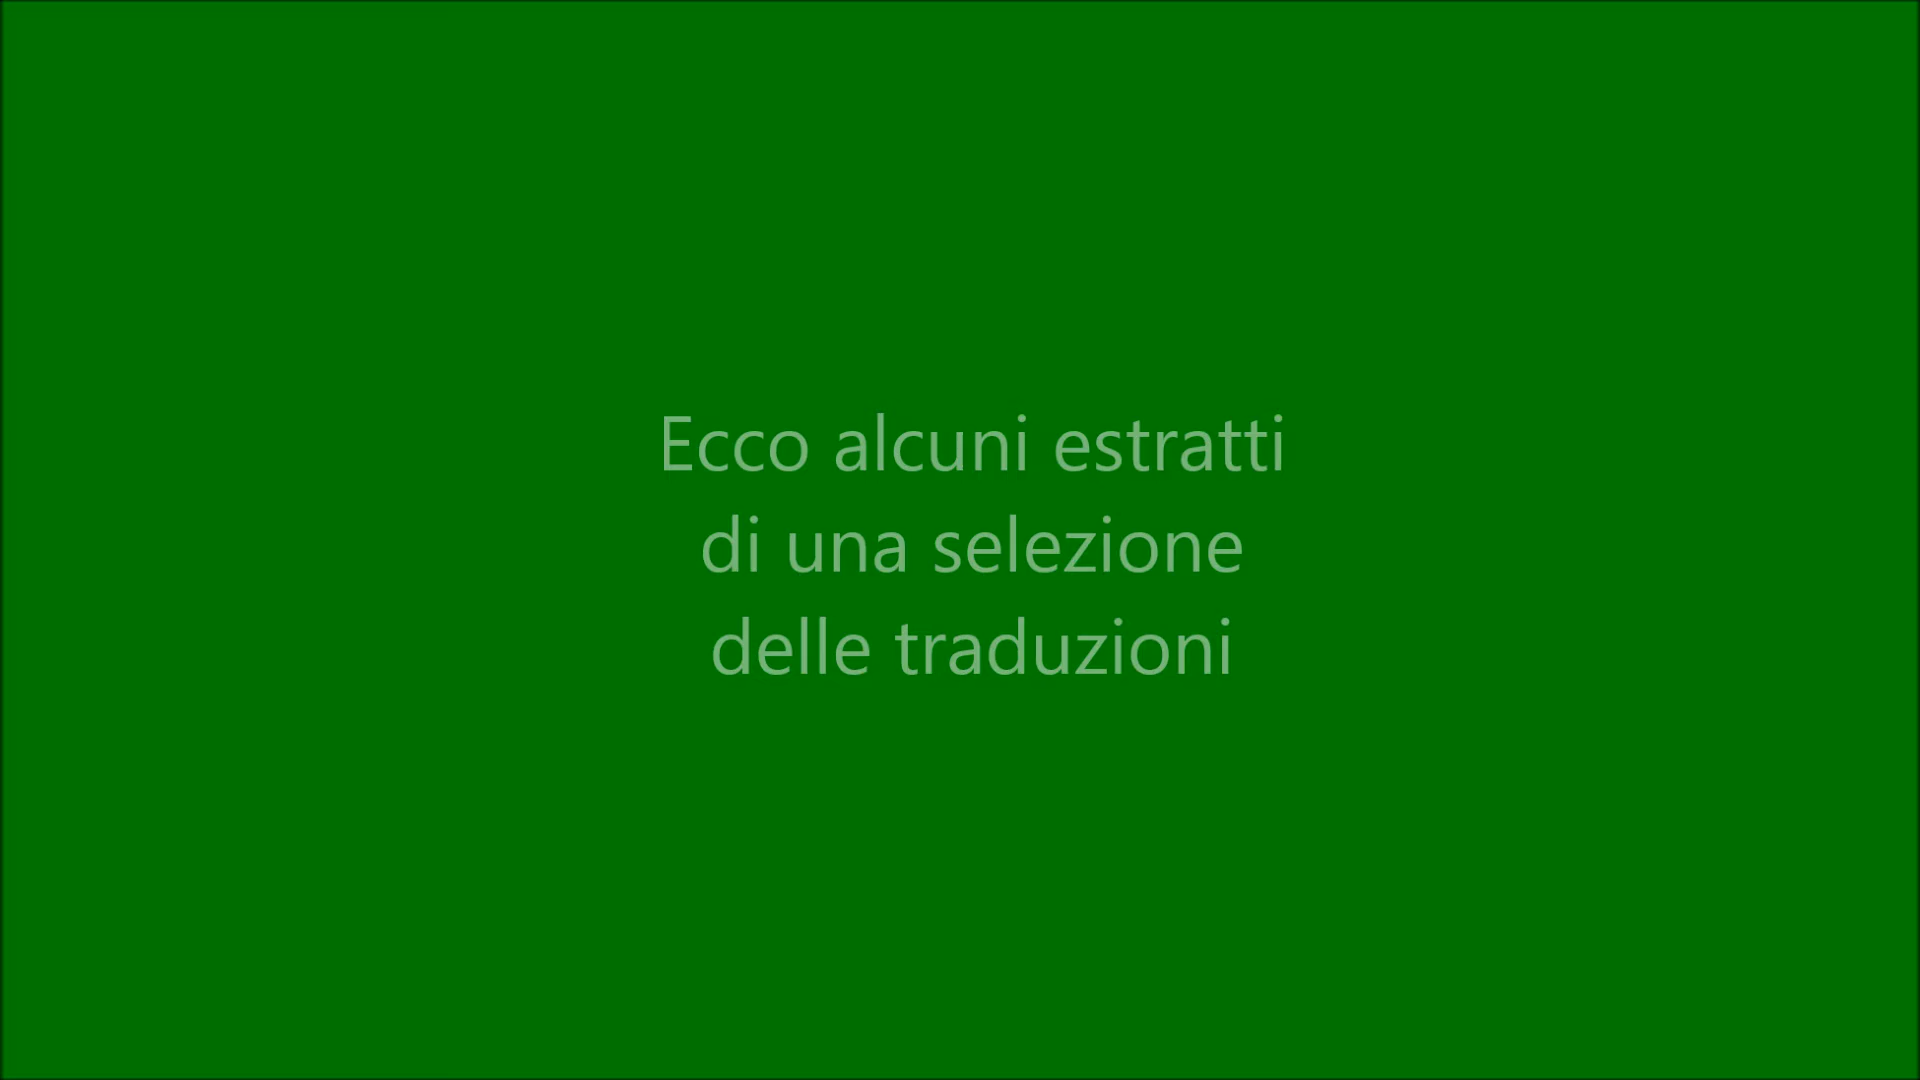 Ecco alcuni estratti
di una selezione
delle traduzioni